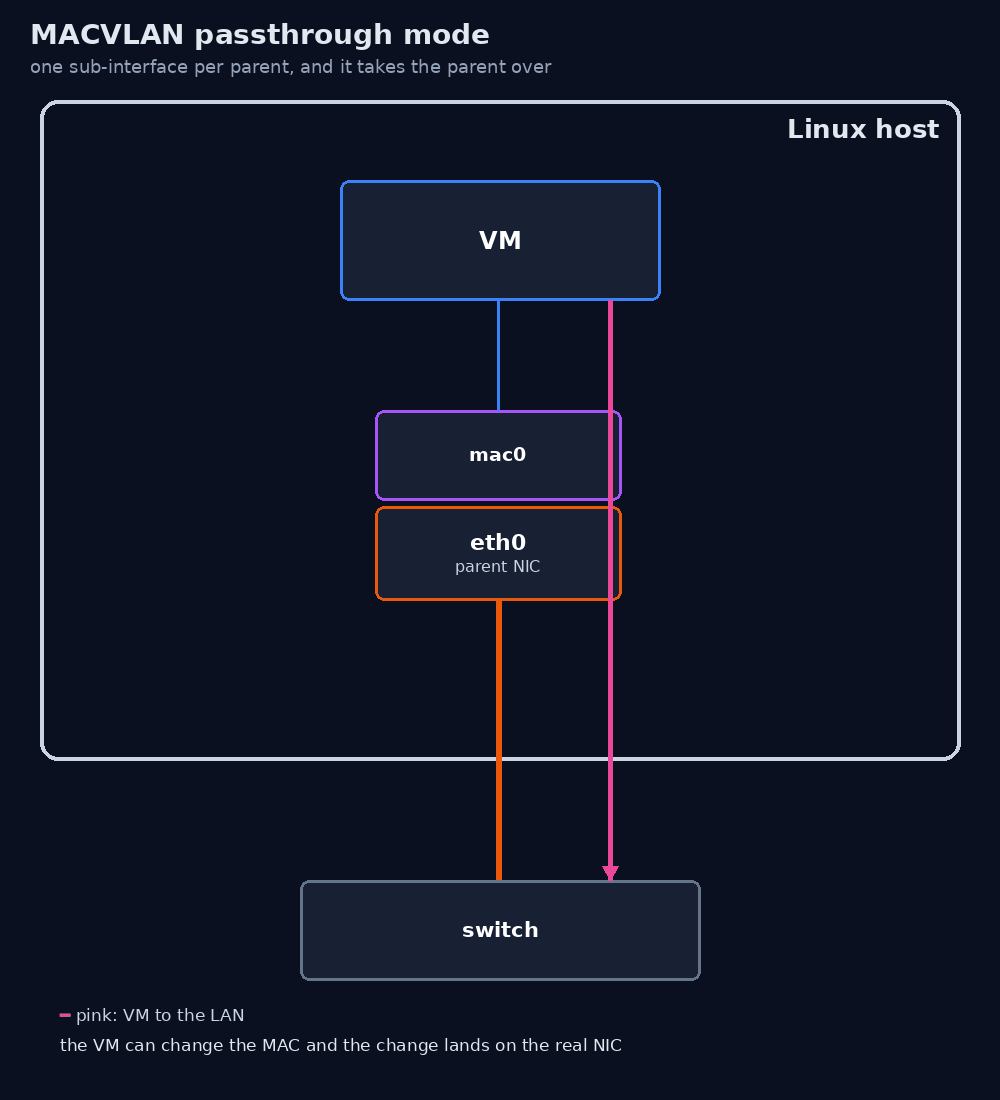 MACVLAN passthrough mode
one sub-interface per parent, and it takes the parent over
Linux host
VM
mac0
eth0
parent NIC
switch
pink: VM to the LAN
the VM can change the MAC and the change lands on the real NIC